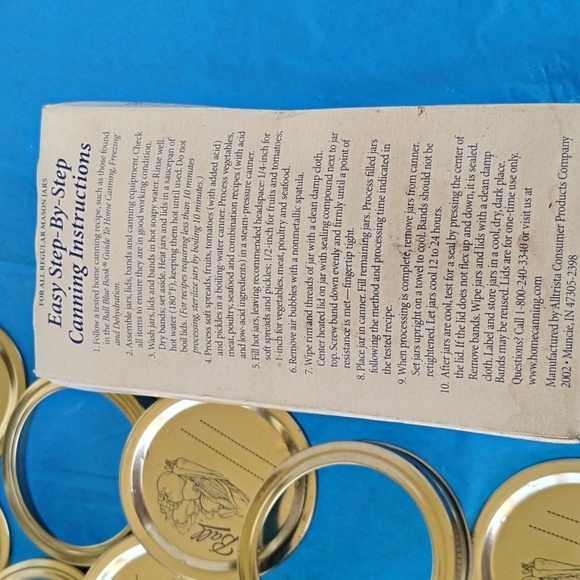 FOR ALL REGULAR MASON JARS
Easy Step-By-Step
Canning Instructions
1. Follow a tested home canning recipe, such as those found
in the Ball Blue Book® Guide To Home Canning, Freezing
and Dehydration.
2. Assemble jars, lids, bands and canning equipment. Check
all items to ensure they are in good working condition.
3. Wash jars, lids and bands in hot soapy water. Rinse well.
Dry bands; set aside. Heat jars and lids in a saucepan of
hot water (180°F), keeping them hot until used. Do not
boil lids. (For recipes requiring less than 10 minutes
processing, sterilize jars by boiling 10 minutes.)
4. Process soft spreads, fruits, tomatoes (with added acid)
and pickles in a boiling-water canner. Process vegetables,
meat, poultry, seafood and combination recipes (with acid
and low-acid ingredients) in a steam-pressure canner.
5. Fill hot jars, leaving recommended headspace: 1/4-inch for
soft spreads and pickles; 1/2-inch for fruits and tomatoes;
1-inch for vegetables, meat, poultry and seafood.
6. Remove air bubbles with a nonmetallic spatula.
7. Wipe rim and threads of jar with a clean damp cloth.
Center heated lid on jar with sealing compound next to jar
top. Screw band down evenly and firmly until a point of
resistance is met—fingertip tight.
8. Place jar in canner. Fill remaining jars. Process filled jars
following the method and processing time indicated in
the tested recipe.
9. When processing is complete, remove jars from canner.
Set jars upright on a towel to cool. Bands should not be
retightened. Let jars cool 12 to 24 hours.
10. After jars are cool, test for a seal by pressing the center of
the lid. If the lid does not flex up and down, it is sealed.
Remove bands. Wipe jars and lids with a clean damp
cloth. Label and store jars in a cool, dry, dark place.
Bands may be reused. Lids are for one-time use only.
Questions? Call 1-800-240-3340 or visit us at
www.homecanning.com
Manufactured by Alltrista Consumer Products Company
2002 • Muncie, IN 47305-2398
Ball